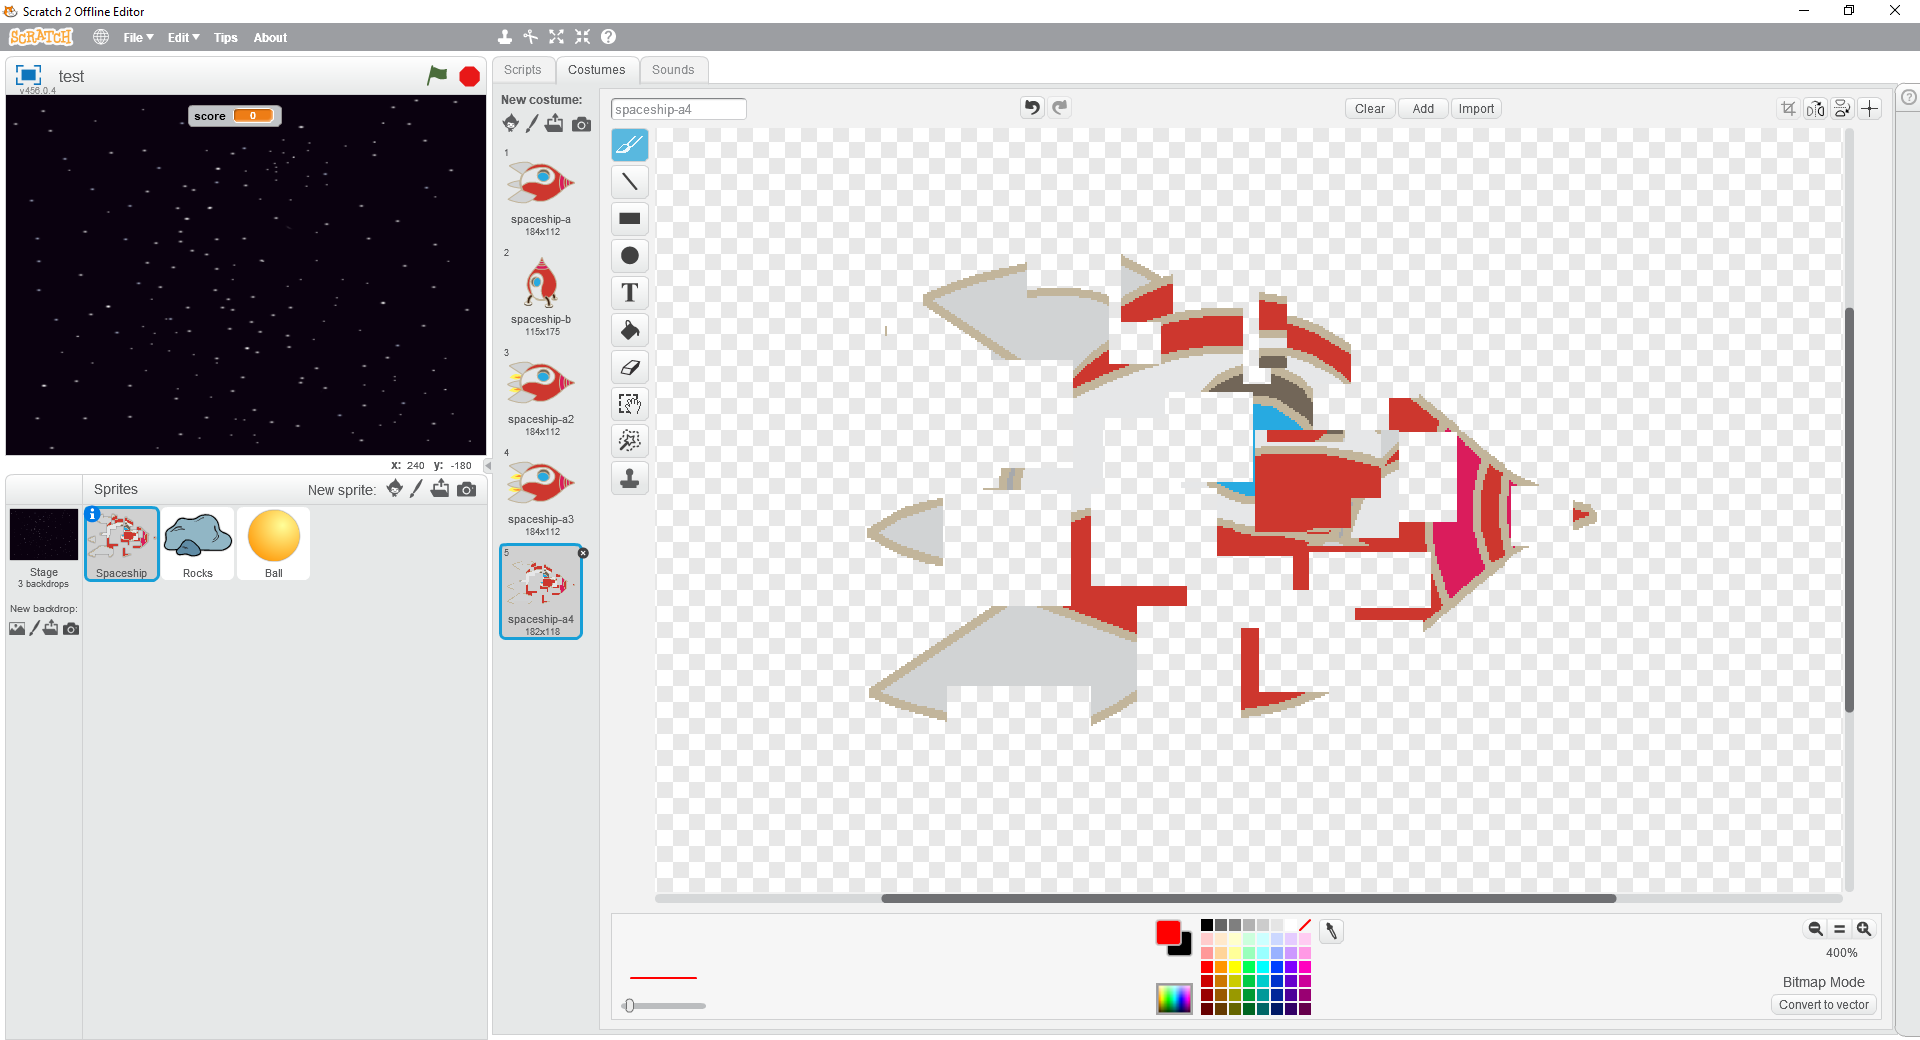 Scratch 2 Offline Editor
SCRATCH
File
Edit
Tips
About
test
v456.0.4
score 0
x: 240 y: -180
Sprites
New sprite:
Stage
3 backdrops
New backdrop:
Spaceship
Rocks
Ball
Scripts
Costumes
Sounds
New costume:
1
spaceship-a
184x112
2
spaceship-b
115x175
3
spaceship-a2
184x112
4
spaceship-a3
184x112
5
spaceship-a4
182x118
spaceship-a4
Clear
Add
Import
T
400%
Bitmap Mode
Convert to vector